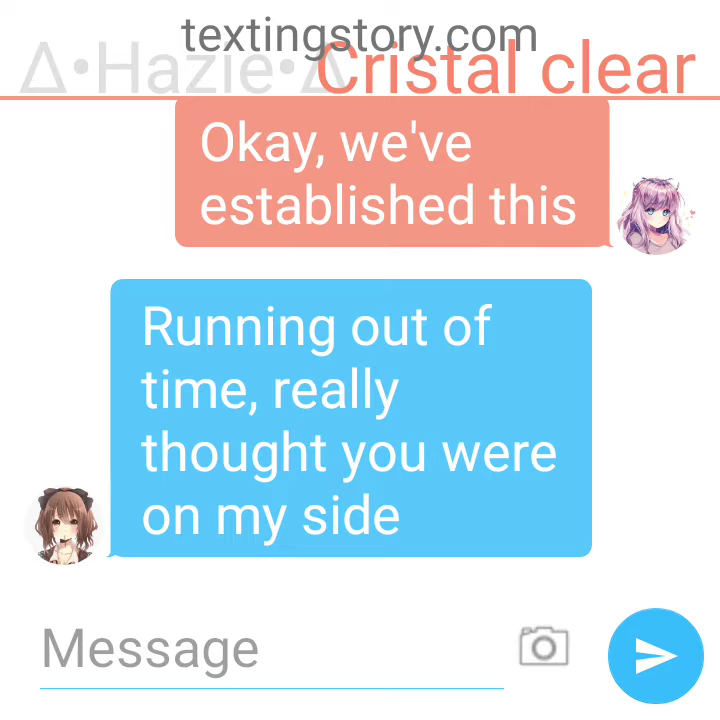 textingstory.com
Δ•Hazie•Δ
Cristal clear
Okay, we've
established this
Running out of
time, really
thought you were
on my side
Message